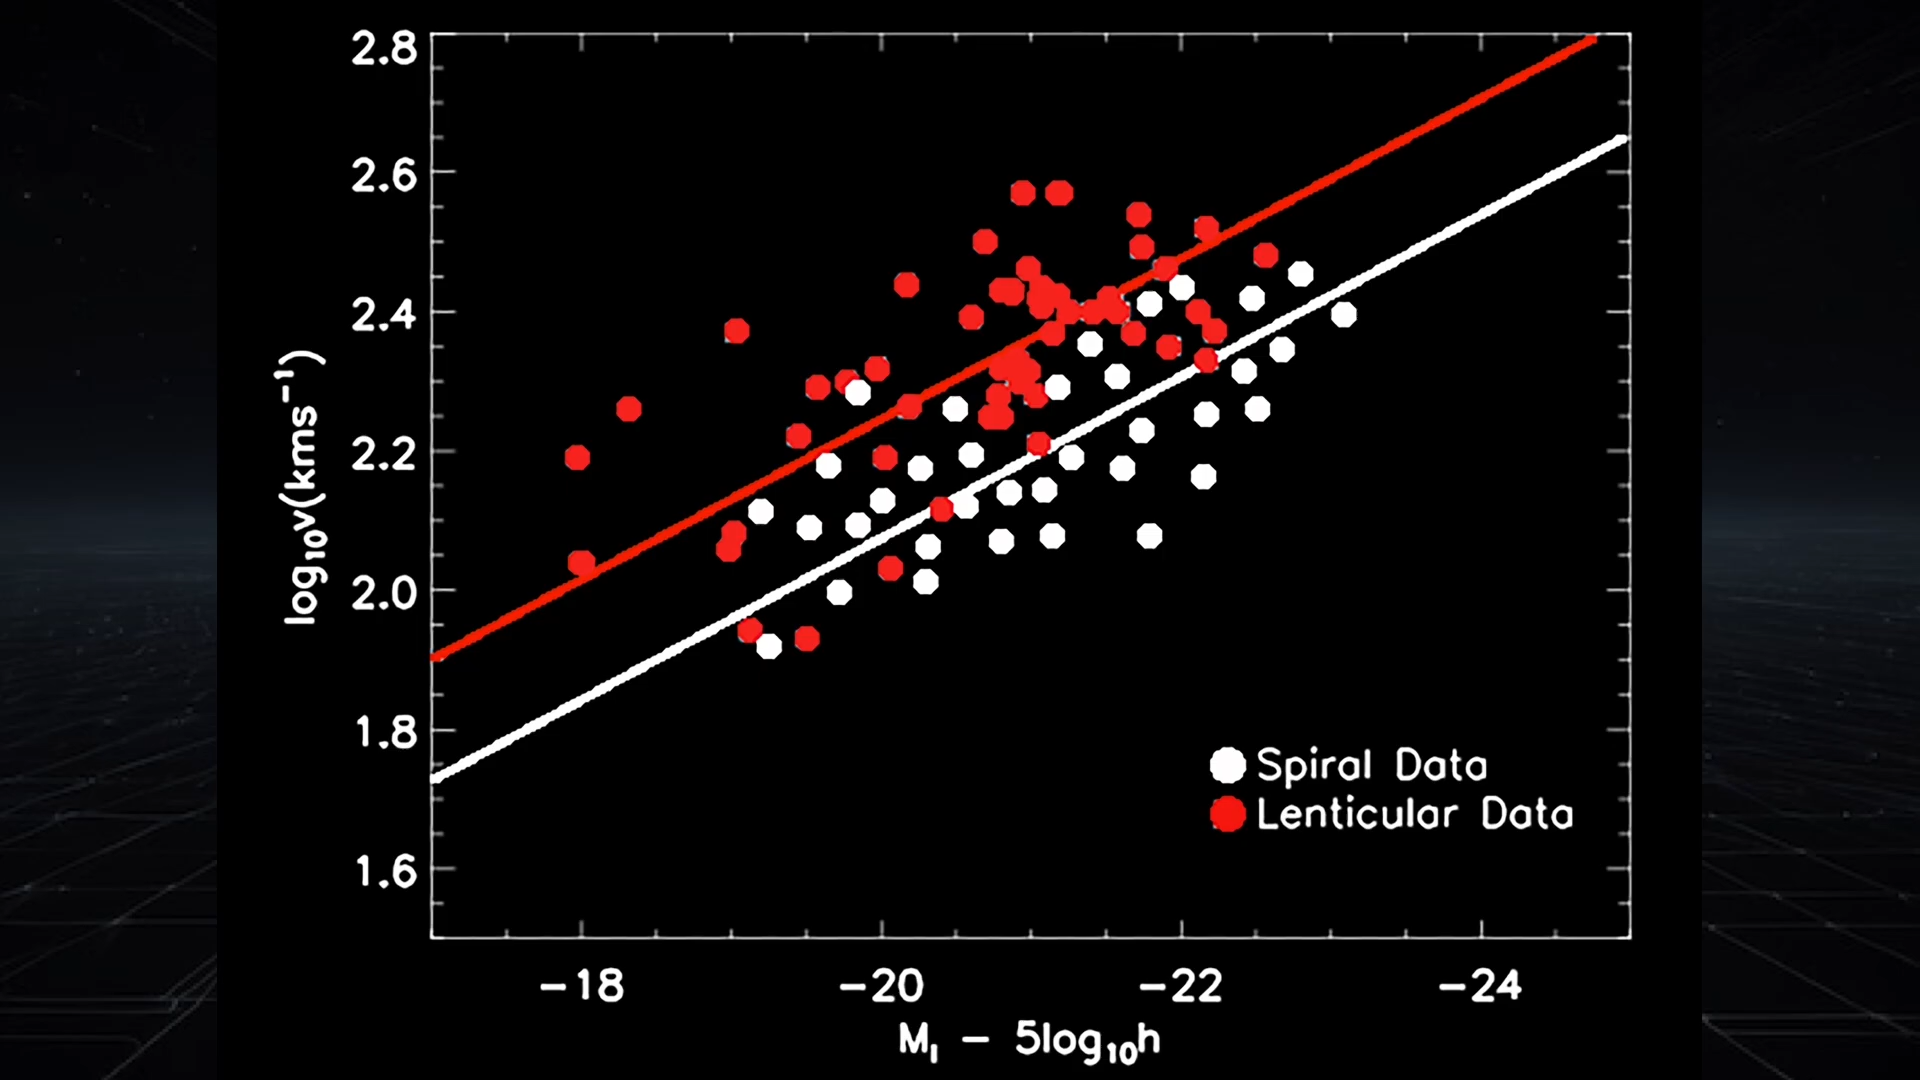 2.8
2.6
2.4
2.2
2.0
1.8
1.6
log₁₀v(kms⁻¹)
Spiral Data
Lenticular Data
−18 −20 −22 −24
M_I − 5log₁₀h